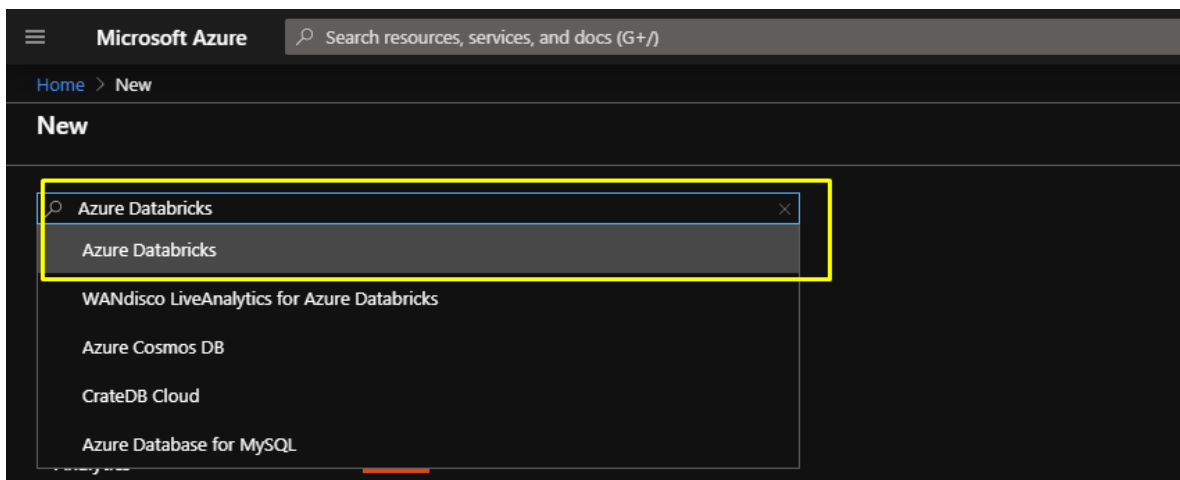 Microsoft Azure
Search resources, services, and docs (G+/)
Home > New
New
Azure Databricks
Azure Databricks
WANdisco LiveAnalytics for Azure Databricks
Azure Cosmos DB
CrateDB Cloud
Azure Database for MySQL